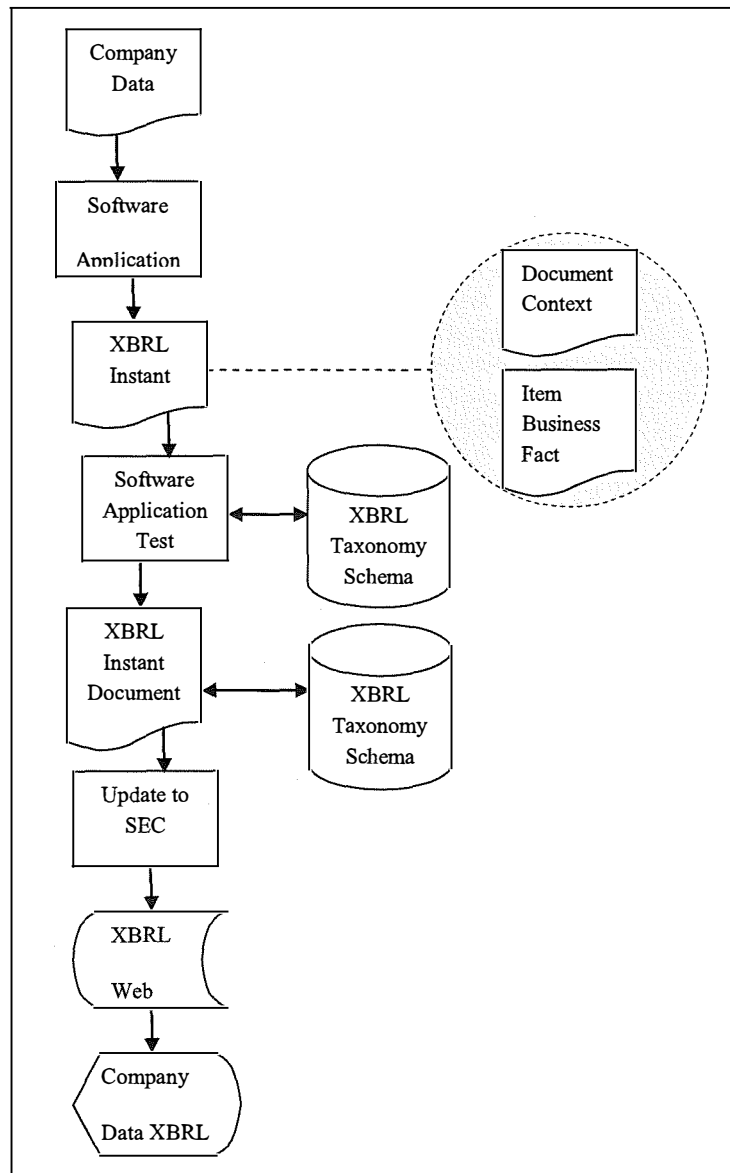 Company
Data
Software
Application
XBRL
Instant
Document
Context
Item
Business
Fact
Software
Application
Test
XBRL
Taxonomy
Schema
XBRL
Instant
Document
XBRL
Taxonomy
Schema
Update to
SEC
XBRL
Web
Company
Data XBRL